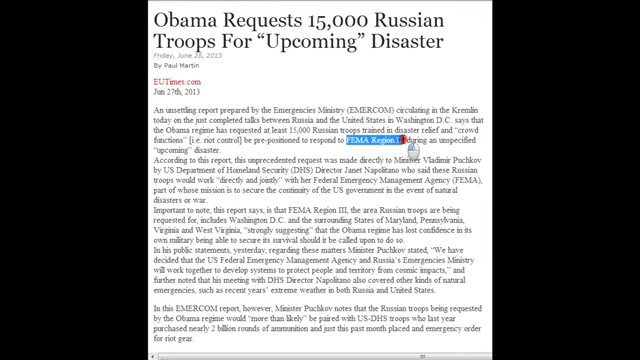 Obama Requests 15,000 Russian
Troops For “Upcoming” Disaster
Friday, June 28, 2013
By Paul Martin
EUTimes.com
Jun 27th, 2013
An unsettling report prepared by the Emergencies Ministry (EMERCOM) circulating in the Kremlin
today on the just completed talks between Russia and the United States in Washington D.C. says that
the Obama regime has requested at least 15,000 Russian troops trained in disaster relief and “crowd
functions” [i.e. riot control] be pre-positioned to respond to FEMA Region during an unspecified
“upcoming” disaster.
According to this report, this unprecedented request was made directly to Minister Vladimir Puchkov
by US Department of Homeland Security (DHS) Director Janet Napolitano who said these Russian
troops would work “directly and jointly” with her Federal Emergency Management Agency (FEMA),
part of whose mission is to secure the continuity of the US government in the event of natural
disasters or war.
Important to note, this report says, is that FEMA Region III, the area Russian troops are being
requested for, includes Washington D.C. and the surrounding States of Maryland, Pennsylvania,
Virginia and West Virginia, “strongly suggesting” that the Obama regime has lost confidence in its
own military being able to secure its survival should it be called upon to do so.
In his public statements, yesterday, regarding these matters Minister Puchkov stated, “We have
decided that the US Federal Emergency Management Agency and Russia’s Emergencies Ministry
will work together to develop systems to protect people and territory from cosmic impacts,” and
further noted that his meeting with DHS Director Napolitano also covered other kinds of natural
emergencies, such as recent years’ extreme weather in both Russia and United States.
In this EMERCOM report, however, Minister Puchkov notes that the Russian troops being requested
by the Obama regime would “more than likely” be paired with US-DHS troops who last year
purchased nearly 2 billion rounds of ammunition and just this past month placed and emergency order
for riot gear.